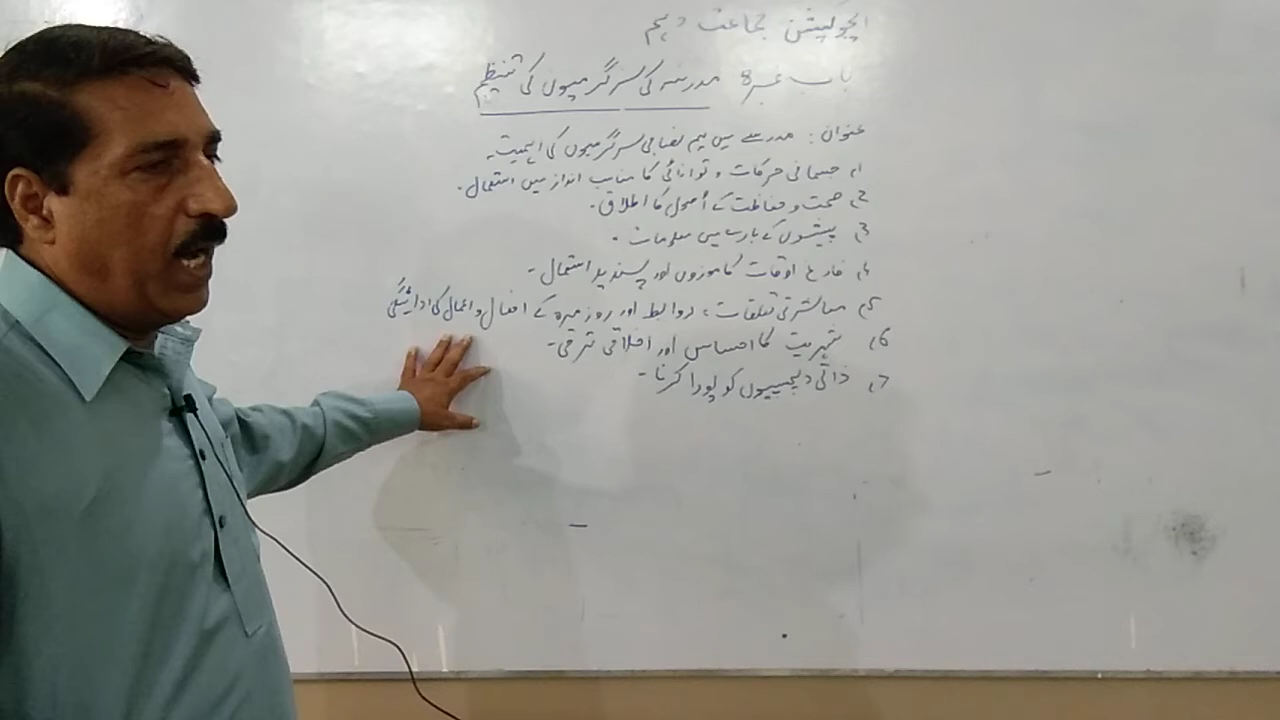 ایجوکیشن جماعت دہم
باب نمبر 8 مدرسہ کی سرگرمیوں کی تنظیم
عنوان: مدرسے میں ہم نصابی سرگرمیوں کی اہمیت۔
1) جسمانی حرکات و توانائی کا مناسب انداز میں استعمال۔
2) صحت و حفاظت کے اُصول کا اطلاق۔
3) پیشوں کے بارے میں معلومات۔
4) فارغ اوقات کا موزوں اور پسندیدہ استعمال۔
5) معاشرتی تعلقات، روابط اور روزمرہ کے افعال و اعمال کی ادائیگی
6) شہریت کا احساس اور اخلاقی ترقی۔
7) ذاتی دلچسپیوں کو پورا کرنا۔